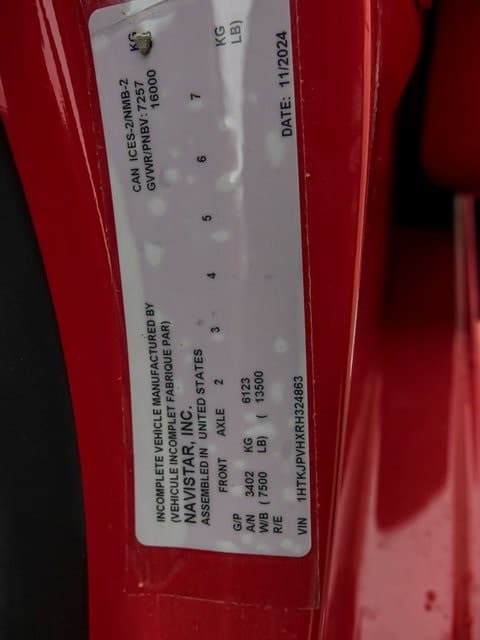 INCOMPLETE VEHICLE MANUFACTURED BY
(VEHICULE INCOMPLET FABRIQUE PAR)
NAVISTAR, INC.
ASSEMBLED IN UNITED STATES
CAN ICES-2/NMB-2
GVWR/PNBV: 7257 KG
16000
FRONT AXLE 2 3 4 5 6 7
G/P
A/N 3402 KG 6123 KG
W/B ( 7500 LB) ( 13500 LB)
R/E
DATE: 11/2024
VIN 1HTKJPVHXRH324863